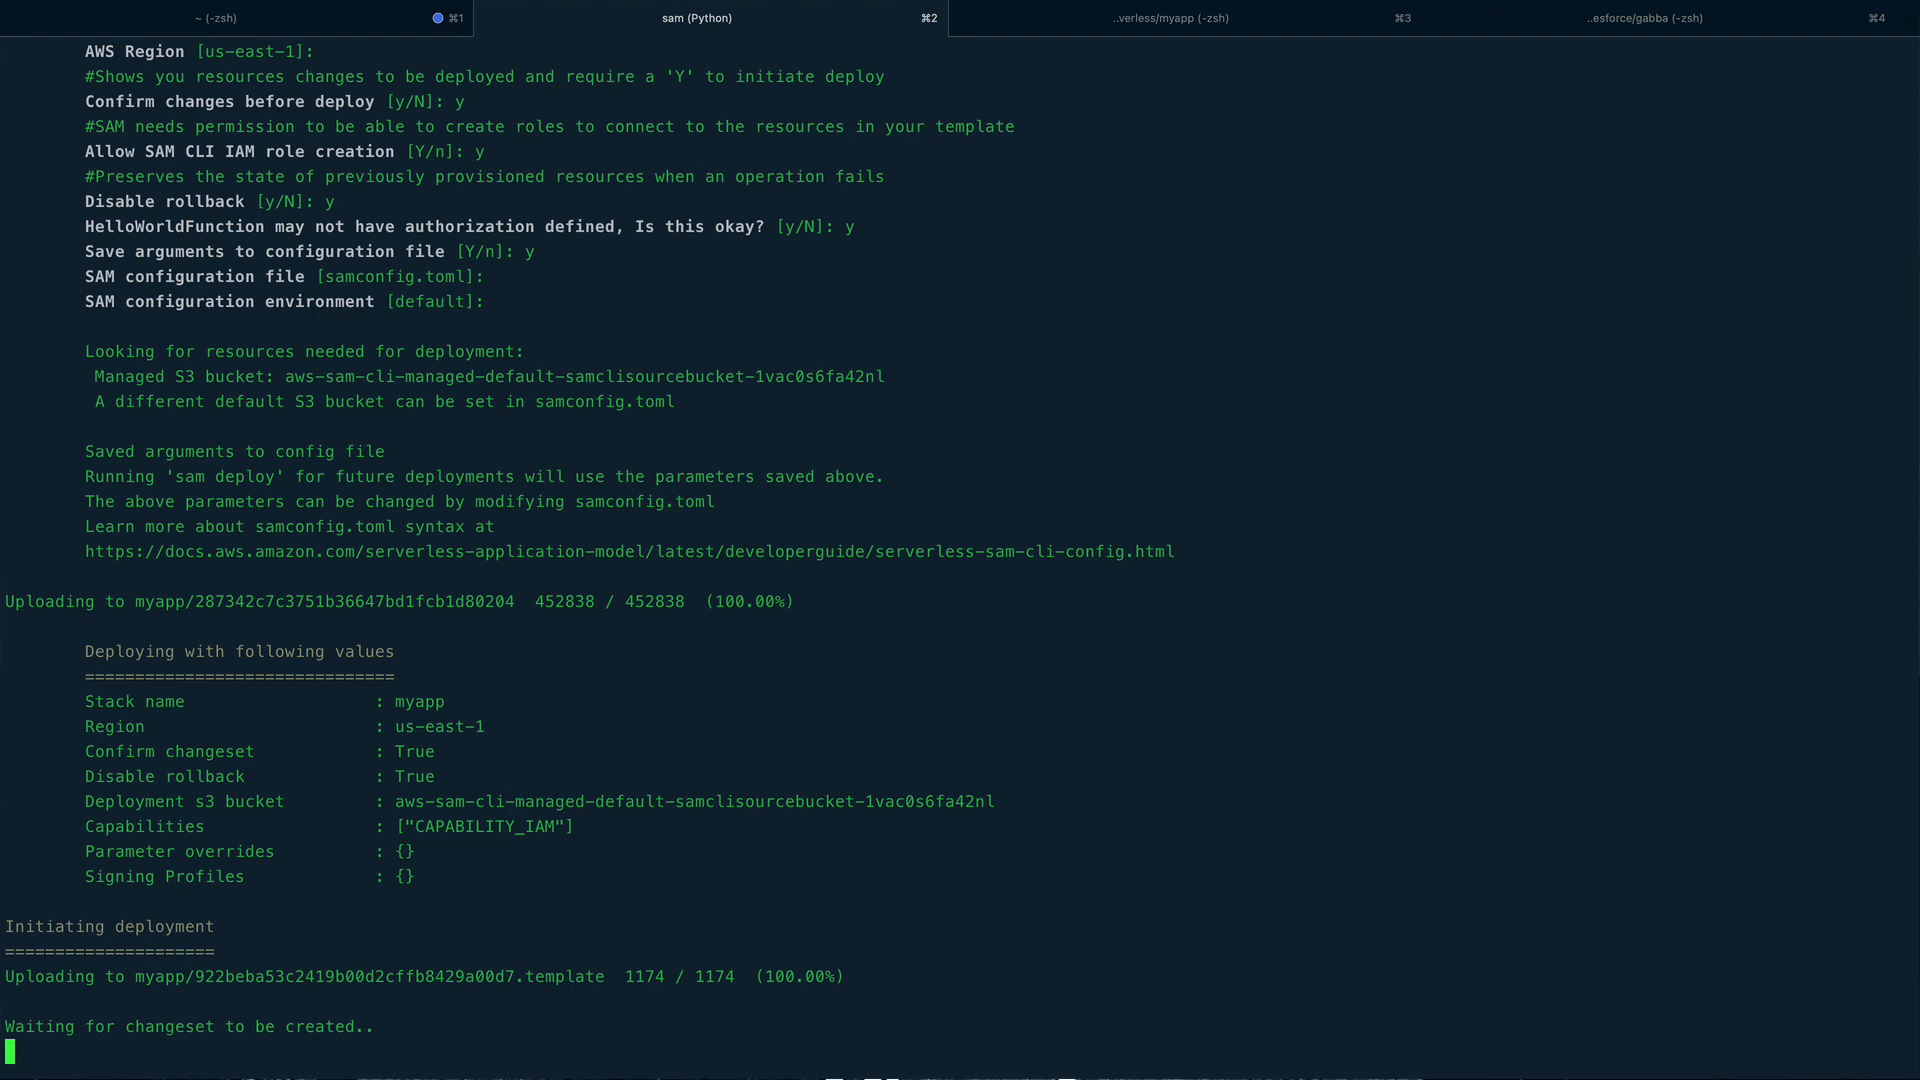 ~ (-zsh) ⌘1 sam (Python) ⌘2 ..verless/myapp (-zsh) ⌘3 ..esforce/gabba (-zsh) ⌘4
AWS Region [us-east-1]:
#Shows you resources changes to be deployed and require a 'Y' to initiate deploy
Confirm changes before deploy [y/N]: y
#SAM needs permission to be able to create roles to connect to the resources in your template
Allow SAM CLI IAM role creation [Y/n]: y
#Preserves the state of previously provisioned resources when an operation fails
Disable rollback [y/N]: y
HelloWorldFunction may not have authorization defined, Is this okay? [y/N]: y
Save arguments to configuration file [Y/n]: y
SAM configuration file [samconfig.toml]:
SAM configuration environment [default]:
Looking for resources needed for deployment:
Managed S3 bucket: aws-sam-cli-managed-default-samclisourcebucket-1vac0s6fa42nl
A different default S3 bucket can be set in samconfig.toml
Saved arguments to config file
Running 'sam deploy' for future deployments will use the parameters saved above.
The above parameters can be changed by modifying samconfig.toml
Learn more about samconfig.toml syntax at
https://docs.aws.amazon.com/serverless-application-model/latest/developerguide/serverless-sam-cli-config.html
Uploading to myapp/287342c7c3751b36647bd1fcb1d80204  452838 / 452838  (100.00%)
Deploying with following values
===============================
Stack name : myapp
Region : us-east-1
Confirm changeset : True
Disable rollback : True
Deployment s3 bucket : aws-sam-cli-managed-default-samclisourcebucket-1vac0s6fa42nl
Capabilities : ["CAPABILITY_IAM"]
Parameter overrides : {}
Signing Profiles : {}
Initiating deployment
=====================
Uploading to myapp/922beba53c2419b00d2cffb8429a00d7.template  1174 / 1174  (100.00%)
Waiting for changeset to be created..